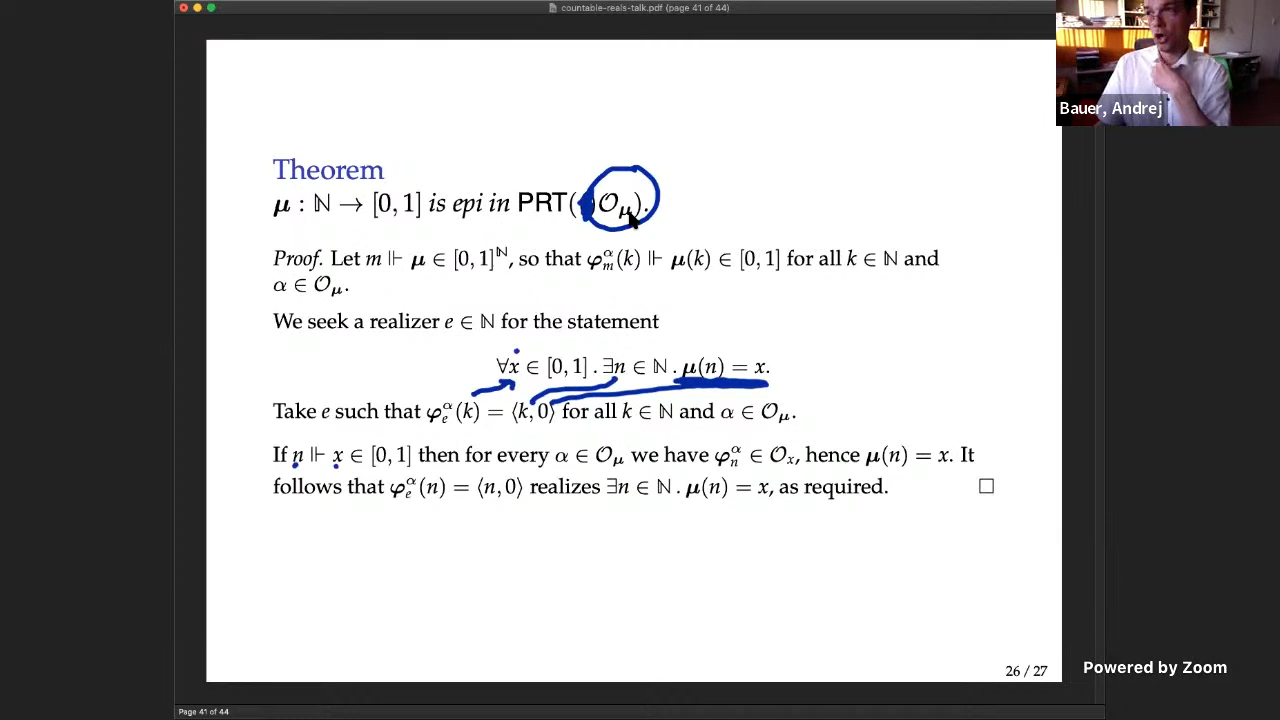 countable-reals-talk.pdf (page 41 of 44)
Bauer, Andrej
Theorem
μ : ℕ → [0, 1] is epi in PRT( 𝒪_μ).
Proof. Let m ⊩ μ ∈ [0, 1]^ℕ, so that φ_m^α(k) ⊩ μ(k) ∈ [0, 1] for all k ∈ ℕ and
α ∈ 𝒪_μ.
We seek a realizer e ∈ ℕ for the statement
∀x ∈ [0, 1] . ∃n ∈ ℕ . μ(n) = x.
Take e such that φ_e^α(k) = ⟨k, 0⟩ for all k ∈ ℕ and α ∈ 𝒪_μ.
If n ⊩ x ∈ [0, 1] then for every α ∈ 𝒪_μ we have φ_n^α ∈ 𝒪_x, hence μ(n) = x. It
follows that φ_e^α(n) = ⟨n, 0⟩ realizes ∃n ∈ ℕ . μ(n) = x, as required. □
26 / 27
Powered by Zoom
Page 41 of 44